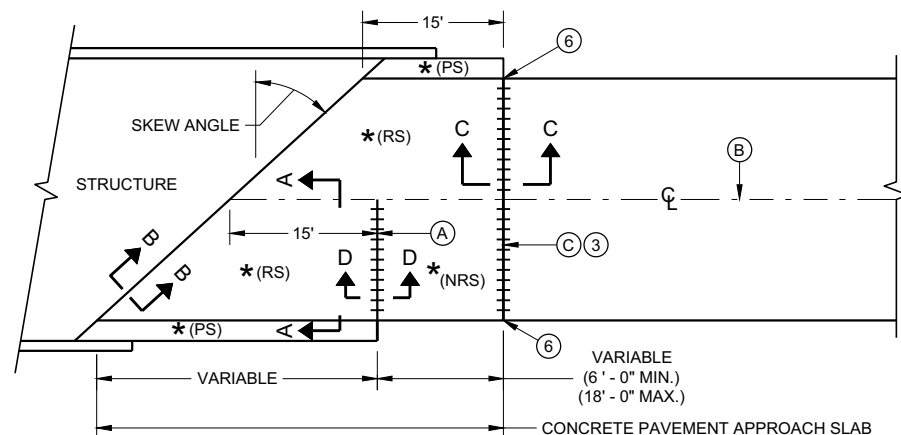 15'
6
*(PS)
SKEW ANGLE
*(RS)
C
C
B
STRUCTURE
A
℄
15'
A
B
D
D
C
3
*(RS)
*(NRS)
B
*(PS)
A
6
VARIABLE
VARIABLE
(6 ' - 0" MIN.)
(18' - 0" MAX.)
CONCRETE PAVEMENT APPROACH SLAB